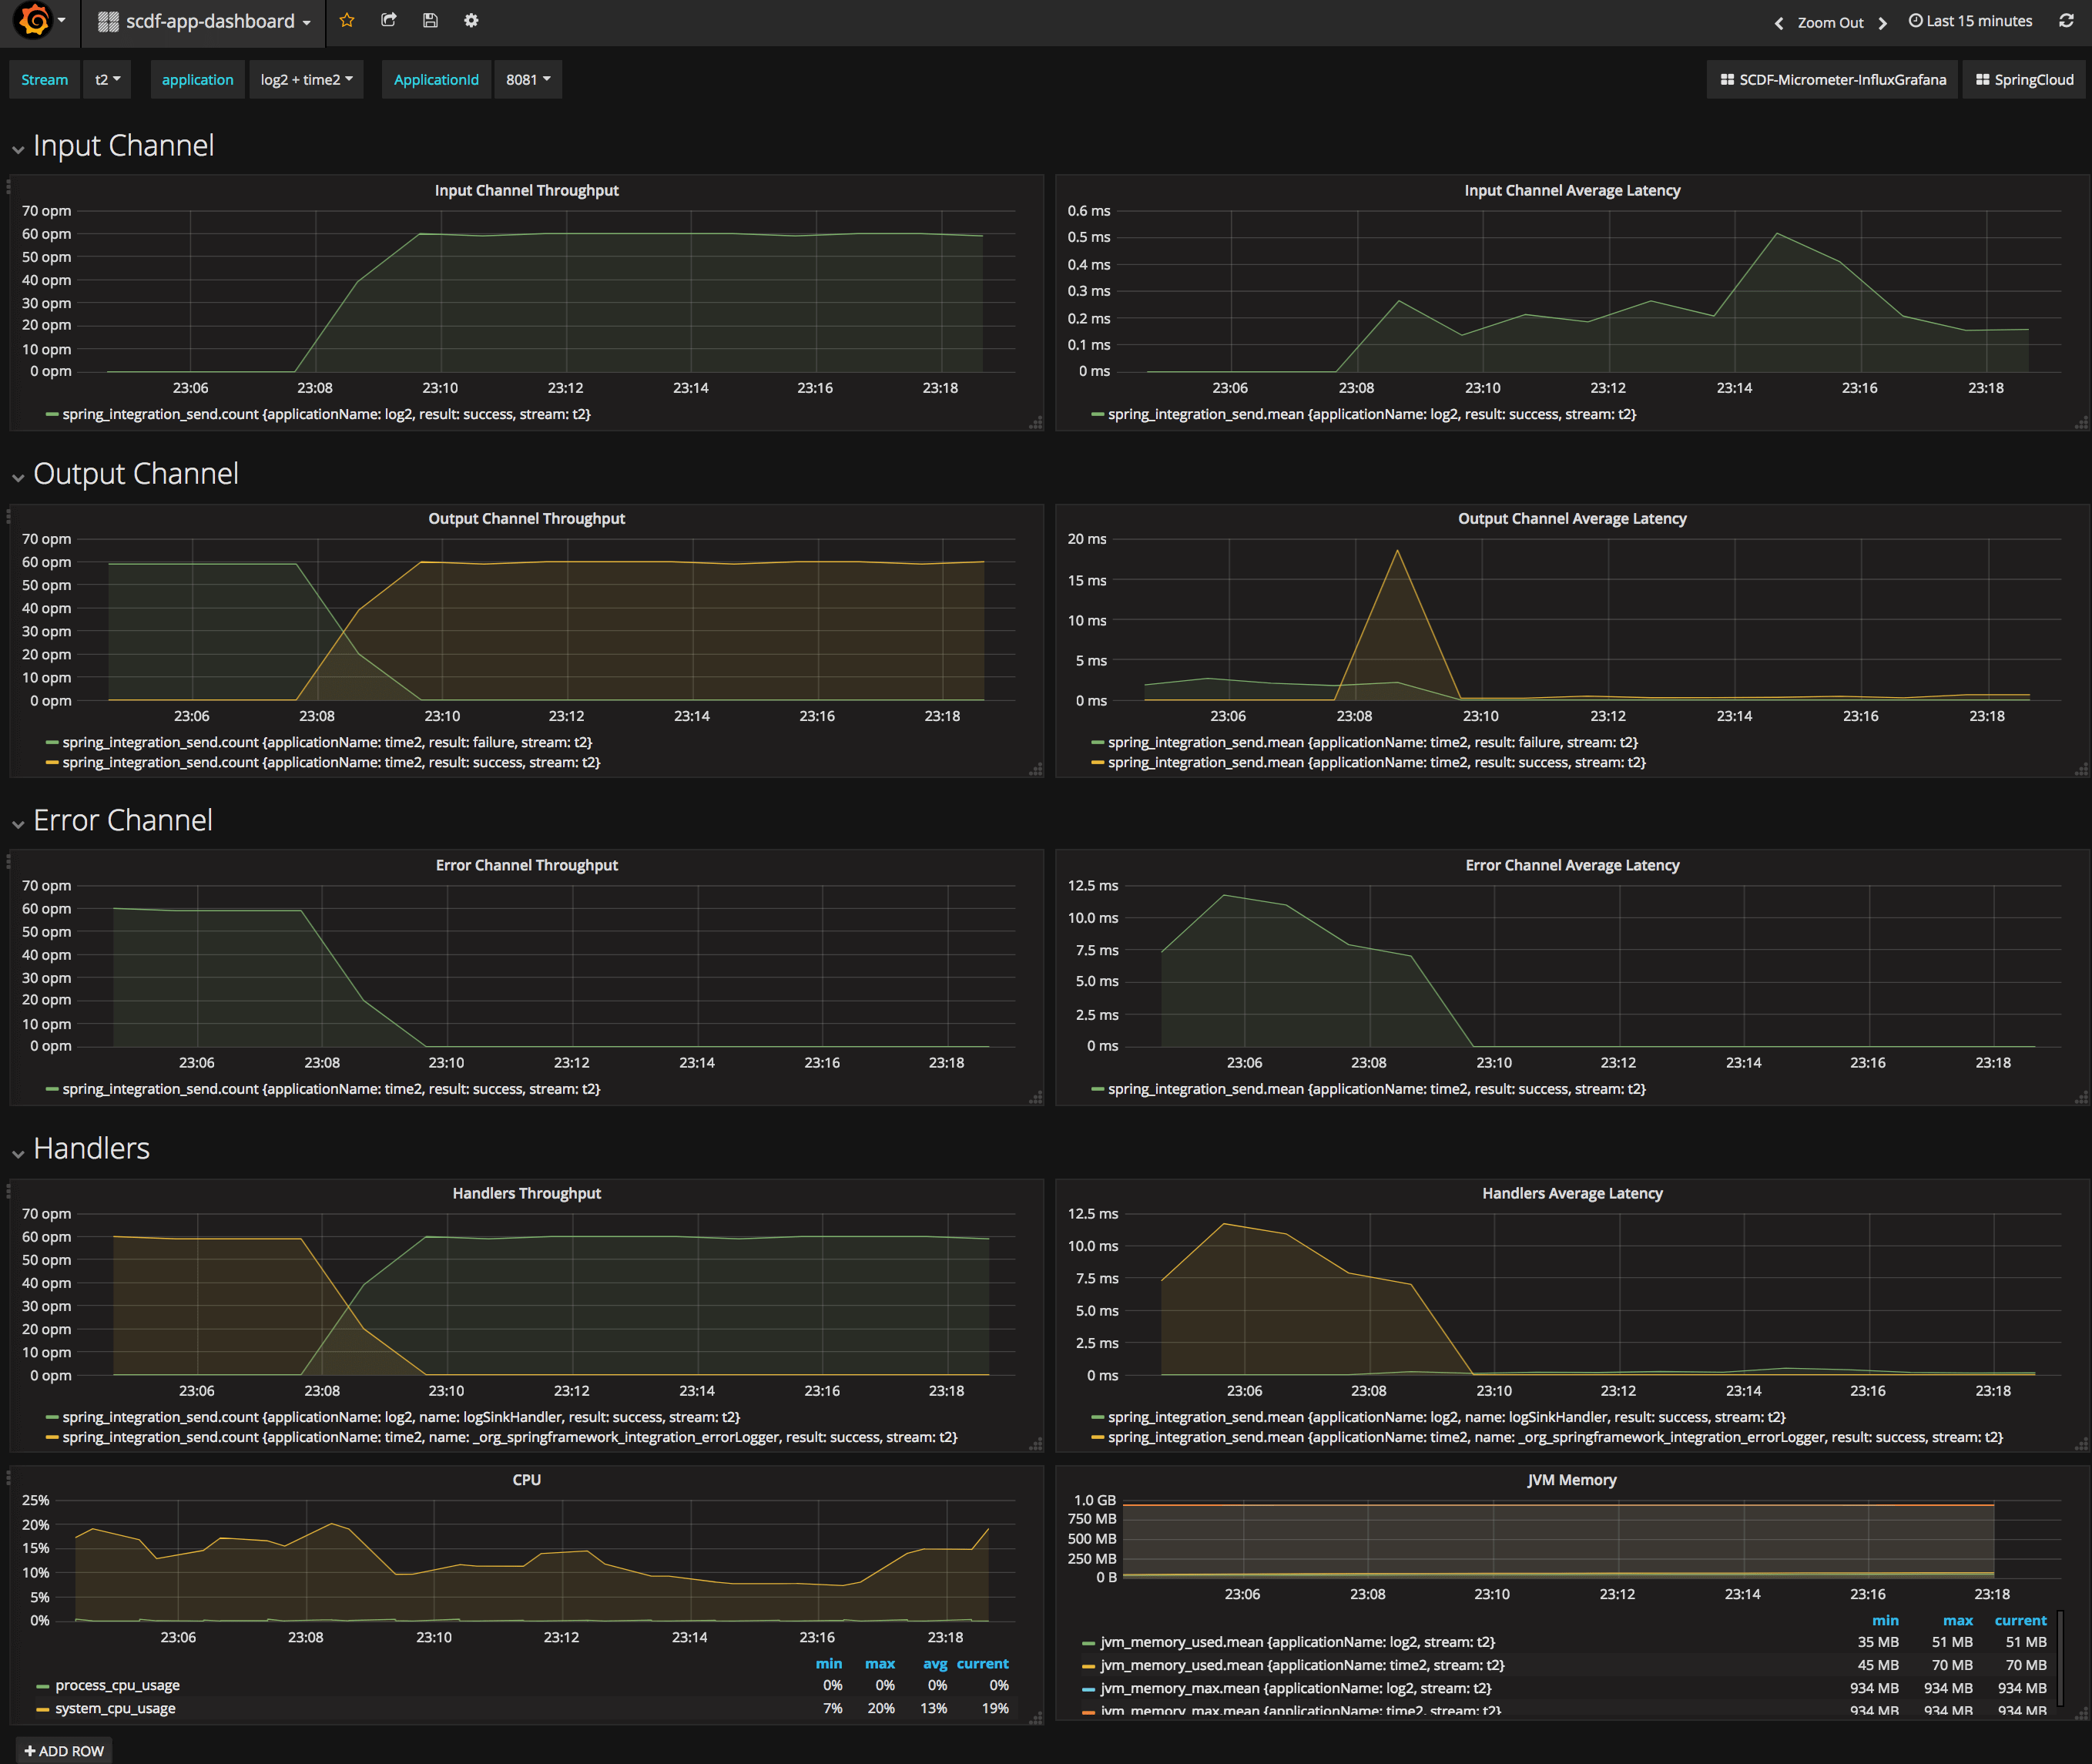 scdf-app-dashboard
Zoom Out
Last 15 minutes
Stream t2 application log2 + time2 ApplicationId 8081 SCDF-Micrometer-InfluxGrafana SpringCloud
Input Channel
Input Channel Throughput
70 opm
60 opm
50 opm
40 opm
30 opm
20 opm
10 opm
0 opm
23:06 23:08 23:10 23:12 23:14 23:16 23:18
spring_integration_send.count {applicationName: log2, result: success, stream: t2}
Input Channel Average Latency
0.6 ms
0.5 ms
0.4 ms
0.3 ms
0.2 ms
0.1 ms
0 ms
23:06 23:08 23:10 23:12 23:14 23:16 23:18
spring_integration_send.mean {applicationName: log2, result: success, stream: t2}
Output Channel
Output Channel Throughput
70 opm
60 opm
50 opm
40 opm
30 opm
20 opm
10 opm
0 opm
23:06 23:08 23:10 23:12 23:14 23:16 23:18
spring_integration_send.count {applicationName: time2, result: failure, stream: t2}
spring_integration_send.count {applicationName: time2, result: success, stream: t2}
Output Channel Average Latency
20 ms
15 ms
10 ms
5 ms
0 ms
23:06 23:08 23:10 23:12 23:14 23:16 23:18
spring_integration_send.mean {applicationName: time2, result: failure, stream: t2}
spring_integration_send.mean {applicationName: time2, result: success, stream: t2}
Error Channel
Error Channel Throughput
70 opm
60 opm
50 opm
40 opm
30 opm
20 opm
10 opm
0 opm
23:06 23:08 23:10 23:12 23:14 23:16 23:18
spring_integration_send.count {applicationName: time2, result: success, stream: t2}
Error Channel Average Latency
12.5 ms
10.0 ms
7.5 ms
5.0 ms
2.5 ms
0 ms
23:06 23:08 23:10 23:12 23:14 23:16 23:18
spring_integration_send.mean {applicationName: time2, result: success, stream: t2}
Handlers
Handlers Throughput
70 opm
60 opm
50 opm
40 opm
30 opm
20 opm
10 opm
0 opm
23:06 23:08 23:10 23:12 23:14 23:16 23:18
spring_integration_send.count {applicationName: log2, name: logSinkHandler, result: success, stream: t2}
spring_integration_send.count {applicationName: time2, name: _org_springframework_integration_errorLogger, result: success, stream: t2}
Handlers Average Latency
12.5 ms
10.0 ms
7.5 ms
5.0 ms
2.5 ms
0 ms
23:06 23:08 23:10 23:12 23:14 23:16 23:18
spring_integration_send.mean {applicationName: log2, name: logSinkHandler, result: success, stream: t2}
spring_integration_send.mean {applicationName: time2, name: _org_springframework_integration_errorLogger, result: success, stream: t2}
CPU
25%
20%
15%
10%
5%
0%
23:06 23:08 23:10 23:12 23:14 23:16 23:18
min max avg current
process_cpu_usage 0% 0% 0% 0%
system_cpu_usage 7% 20% 13% 19%
JVM Memory
1.0 GB
750 MB
500 MB
250 MB
0 B
23:06 23:08 23:10 23:12 23:14 23:16 23:18
min max current
jvm_memory_used.mean {applicationName: log2, stream: t2} 35 MB 51 MB 51 MB
jvm_memory_used.mean {applicationName: time2, stream: t2} 45 MB 70 MB 70 MB
jvm_memory_max.mean {applicationName: log2, stream: t2} 934 MB 934 MB 934 MB
jvm_memory_max.mean {applicationName: time2, stream: t2} 934 MB 934 MB 934 MB
ADD ROW